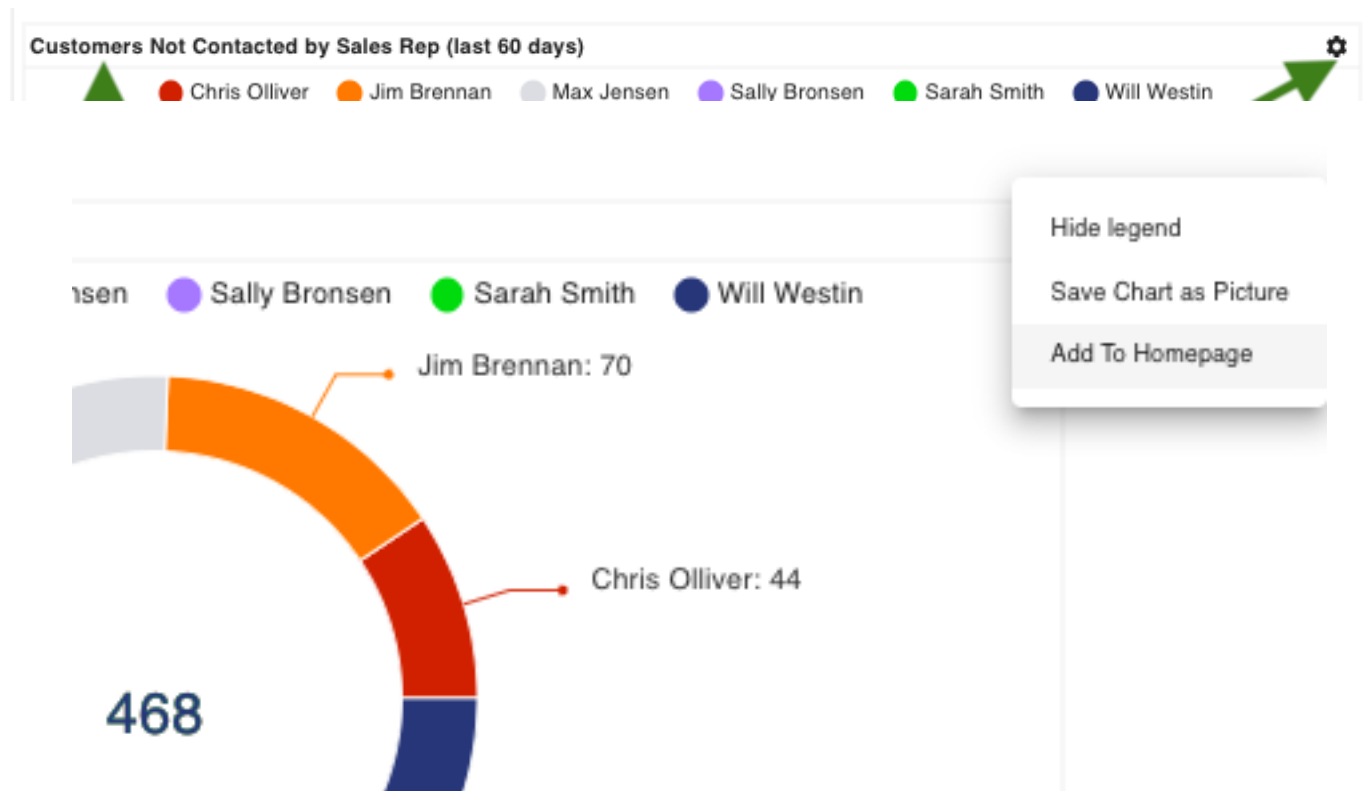 Customers Not Contacted by Sales Rep (last 60 days)
Chris Olliver Jim Brennan Max Jensen Sally Bronsen Sarah Smith Will Westin
Hide legend
nsen Sally Bronsen Sarah Smith Will Westin
Save Chart as Picture
Add To Homepage
Jim Brennan: 70
Chris Olliver: 44
468